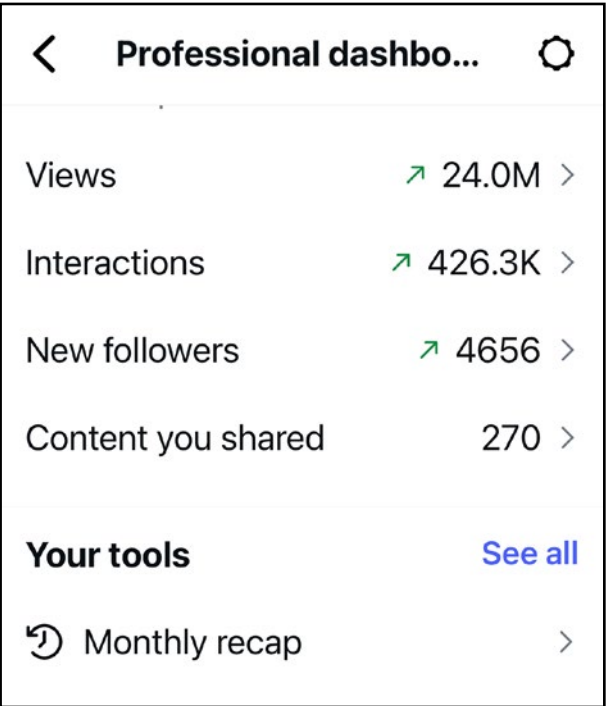 Professional dashbo...
Views 24.0M
Interactions 426.3K
New followers 4656
Content you shared 270
Your tools See all
Monthly recap